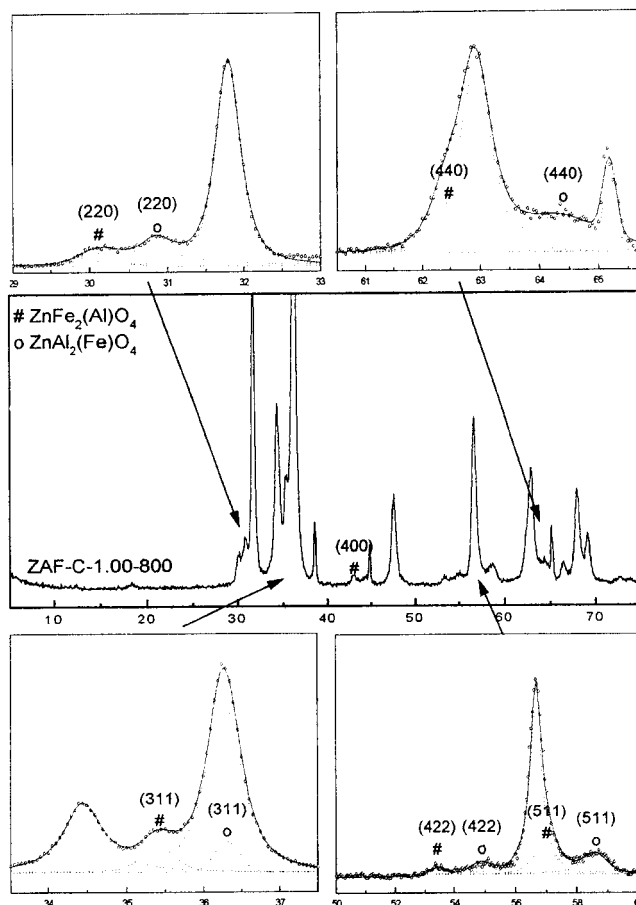 (220) (220)
# o
29 30 31 32 33
(440) (440)
# o
61 62 63 64 65
# ZnFe₂(Al)O₄
o ZnAl₂(Fe)O₄
(400)
#
ZAF-C-1.00-800
10 20 30 40 50 60 70
(311) (311)
# o
34 35 36 37
(422) (422) (511) (511)
# o # o
50 52 54 56 58